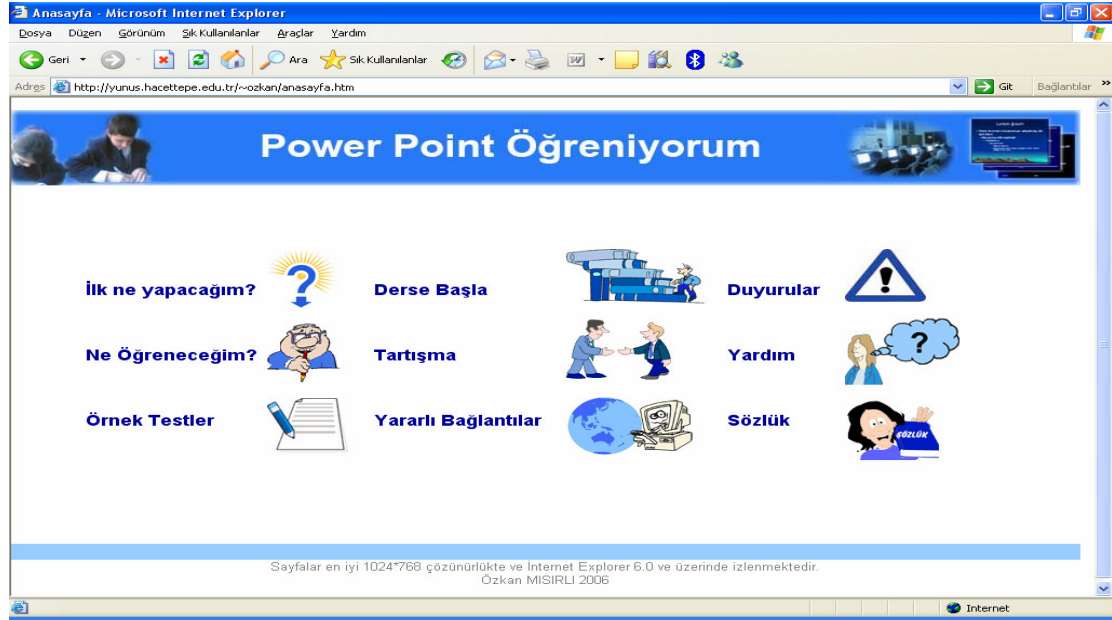 Anasayfa - Microsoft Internet Explorer
Dosya Düzen Görünüm Sık Kullanılanlar Araçlar Yardım
Geri Ara Sık Kullanılanlar
Adres http://yunus.hacettepe.edu.tr/~ozkan/anasayfa.htm Git Bağlantılar
Power Point Öğreniyorum
İlk ne yapacağım? Derse Başla Duyurular
Ne Öğreneceğim? Tartışma Yardım
Örnek Testler Yararlı Bağlantılar Sözlük
SÖZLÜK
Sayfalar en iyi 1024*768 çözünürlükte ve İnternet Explorer 6.0 ve üzerinde izlenmektedir.
Özkan MISIRLI 2006
Internet